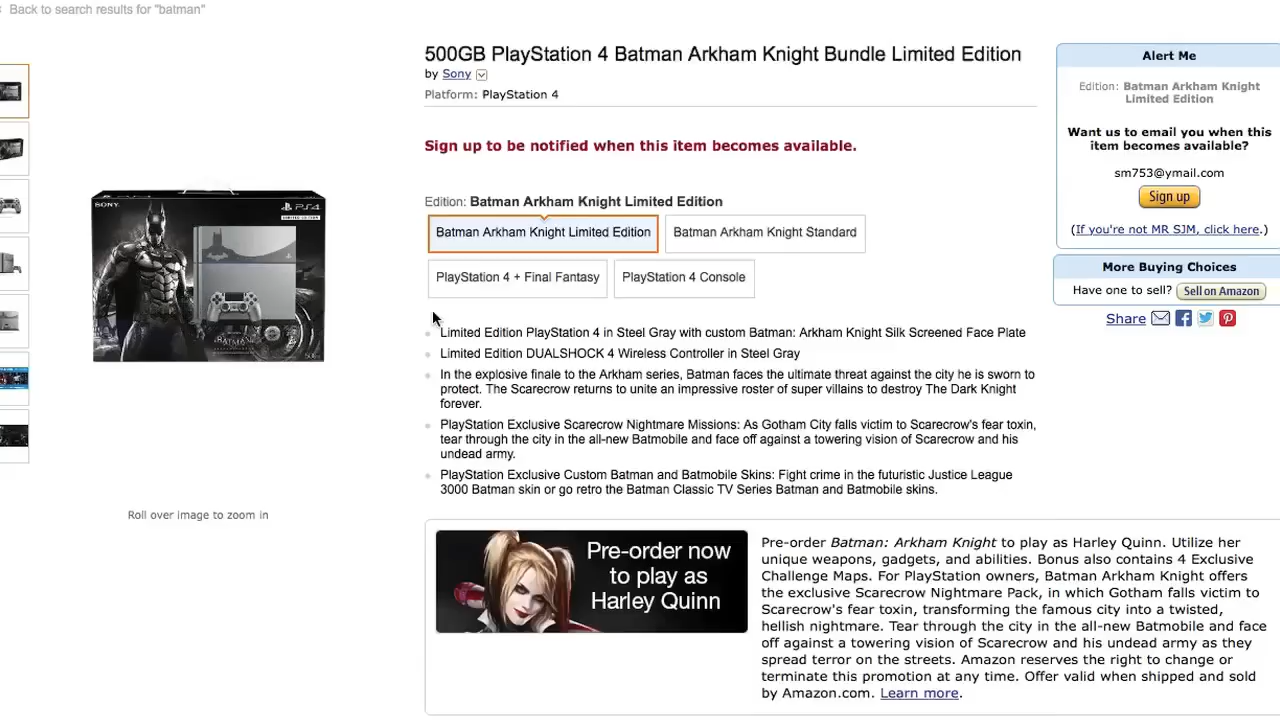 Back to search results for "batman"
500GB PlayStation 4 Batman Arkham Knight Bundle Limited Edition
by Sony
Platform: PlayStation 4
Sign up to be notified when this item becomes available.
Edition: Batman Arkham Knight Limited Edition
Batman Arkham Knight Limited Edition
Batman Arkham Knight Standard
PlayStation 4 + Final Fantasy
PlayStation 4 Console
Limited Edition PlayStation 4 in Steel Gray with custom Batman: Arkham Knight Silk Screened Face Plate
Limited Edition DUALSHOCK 4 Wireless Controller in Steel Gray
In the explosive finale to the Arkham series, Batman faces the ultimate threat against the city he is sworn to
protect. The Scarecrow returns to unite an impressive roster of super villains to destroy The Dark Knight
forever.
PlayStation Exclusive Scarecrow Nightmare Missions: As Gotham City falls victim to Scarecrow's fear toxin,
tear through the city in the all-new Batmobile and face off against a towering vision of Scarecrow and his
undead army.
PlayStation Exclusive Custom Batman and Batmobile Skins: Fight crime in the futuristic Justice League
3000 Batman skin or go retro the Batman Classic TV Series Batman and Batmobile skins.
SONY
PS4
LIMITED EDITION
BATMAN
Roll over image to zoom in
Alert Me
Edition: Batman Arkham Knight
Limited Edition
Want us to email you when this
item becomes available?
sm753@ymail.com
Sign up
(If you're not MR SJM, click here.)
More Buying Choices
Have one to sell? Sell on Amazon
Share
Pre-order now
to play as
Harley Quinn
Pre-order Batman: Arkham Knight to play as Harley Quinn. Utilize her
unique weapons, gadgets, and abilities. Bonus also contains 4 Exclusive
Challenge Maps. For PlayStation owners, Batman Arkham Knight offers
the exclusive Scarecrow Nightmare Pack, in which Gotham falls victim to
Scarecrow's fear toxin, transforming the famous city into a twisted,
hellish nightmare. Tear through the city in the all-new Batmobile and face
off against a towering vision of Scarecrow and his undead army as they
spread terror on the streets. Amazon reserves the right to change or
terminate this promotion at any time. Offer valid when shipped and sold
by Amazon.com. Learn more.